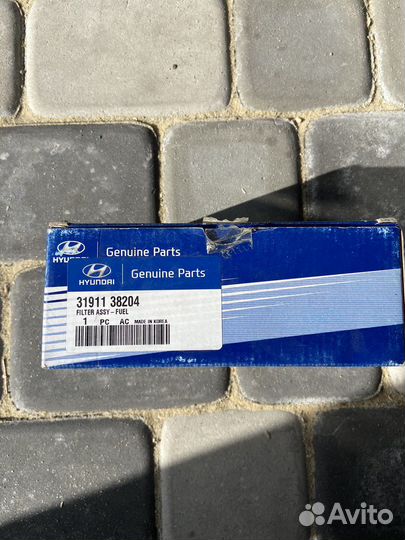 HYUNDAI
Genuine Parts
HYUNDAI
Genuine Parts
31911 38204
FILTER ASSY-FUEL
1 PC AC MADE IN KOREA
Avito